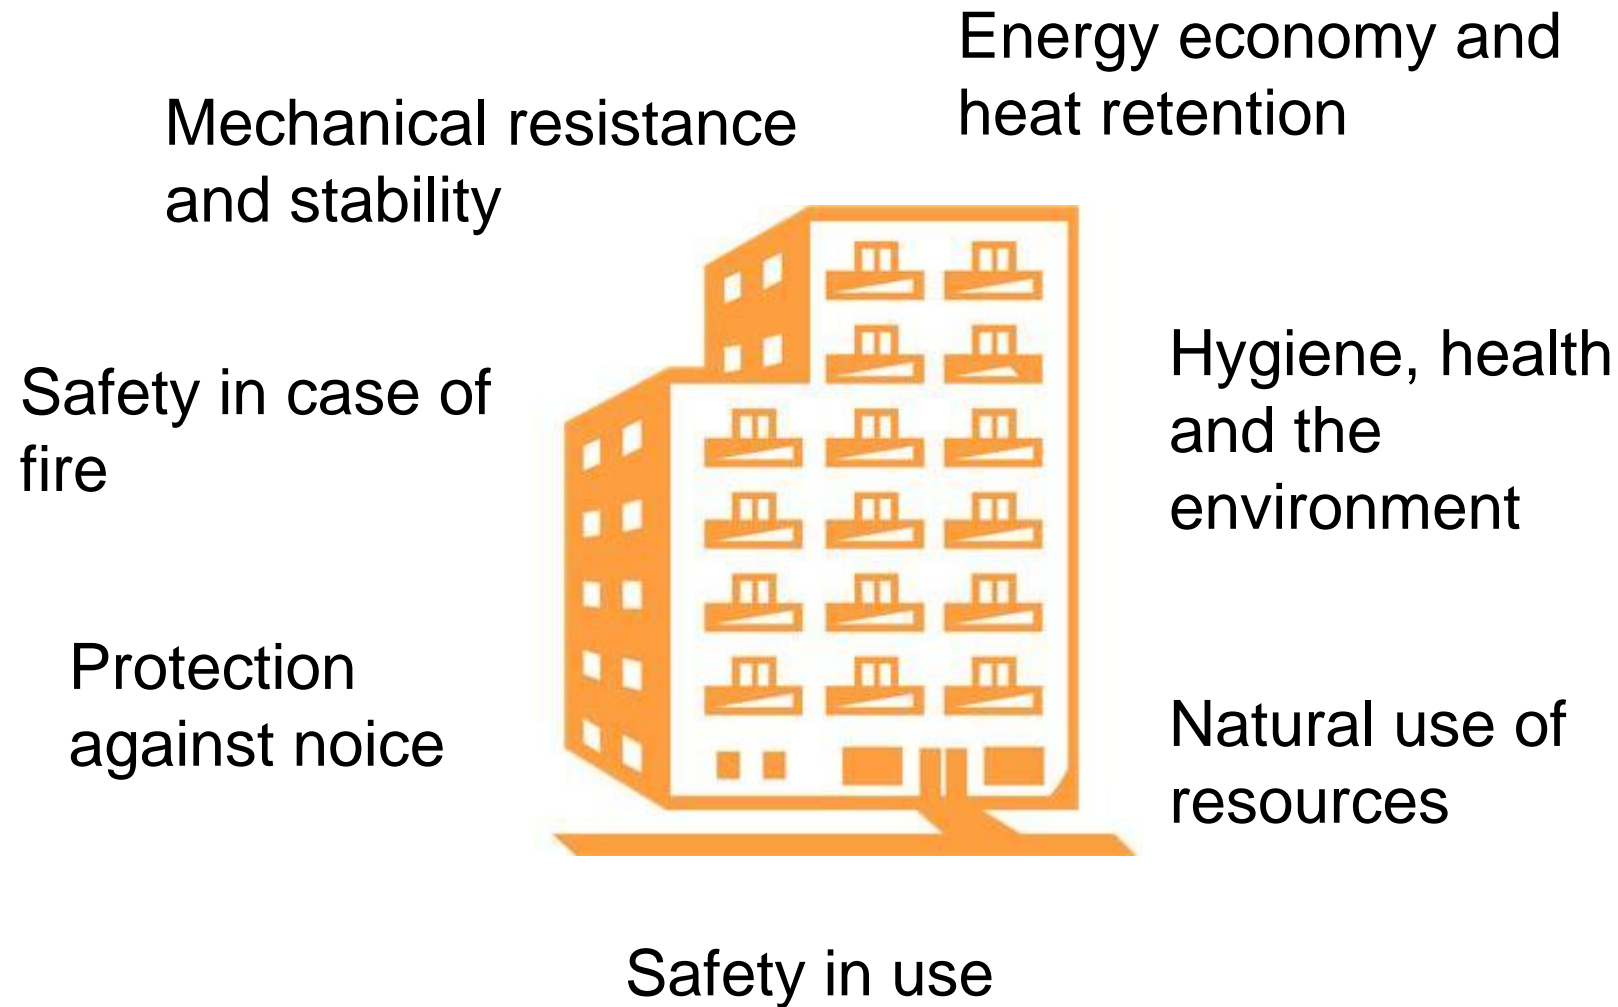 Energy economy and
heat retention
Mechanical resistance
and stability
Hygiene, health
and the
environment
Safety in case of
fire
Protection
against noice
Natural use of
resources
Safety in use